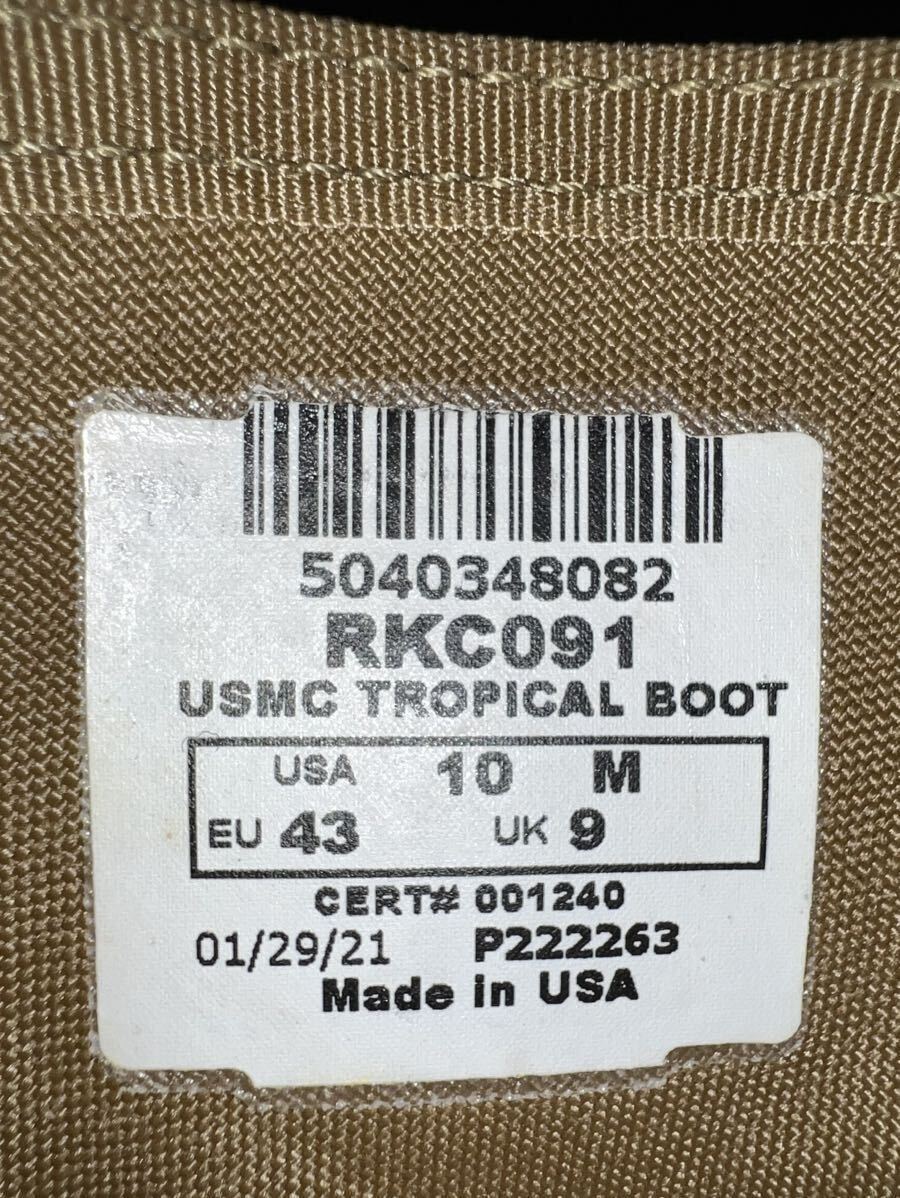 5040348082
RKC091
USMC TROPICAL BOOT
USA 10 M
EU 43 UK 9
CERT# 001240
01/29/21 P222263
Made in USA